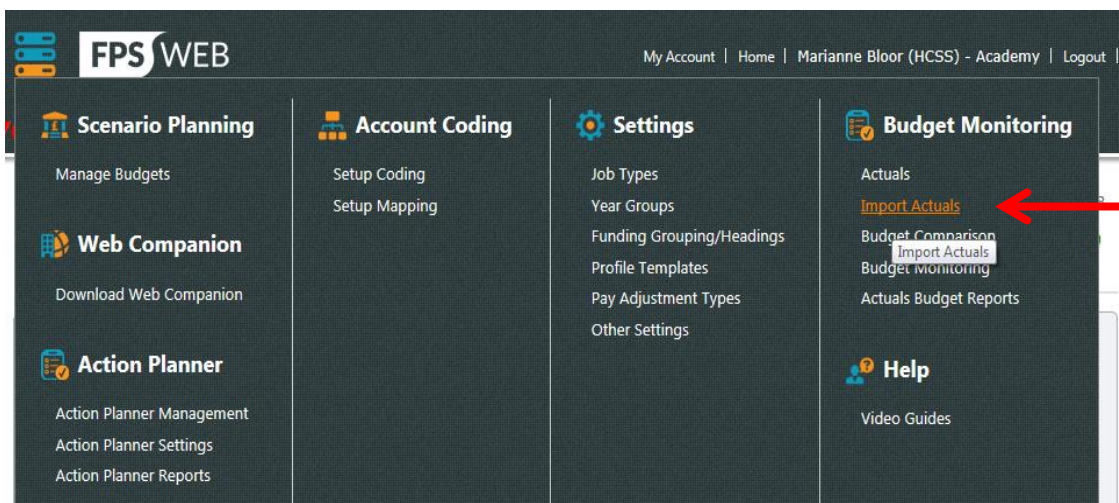 FPS WEB
My Account | Home | Marianne Bloor (HCSS) - Academy | Logout |
Scenario Planning
Manage Budgets
Web Companion
Download Web Companion
Action Planner
Action Planner Management
Action Planner Settings
Action Planner Reports
Account Coding
Setup Coding
Setup Mapping
Settings
Job Types
Year Groups
Funding Grouping/Headings
Profile Templates
Pay Adjustment Types
Other Settings
Budget Monitoring
Actuals
Import Actuals
Budget Comparison
Import Actuals
Budget Monitoring
Actuals Budget Reports
Help
Video Guides